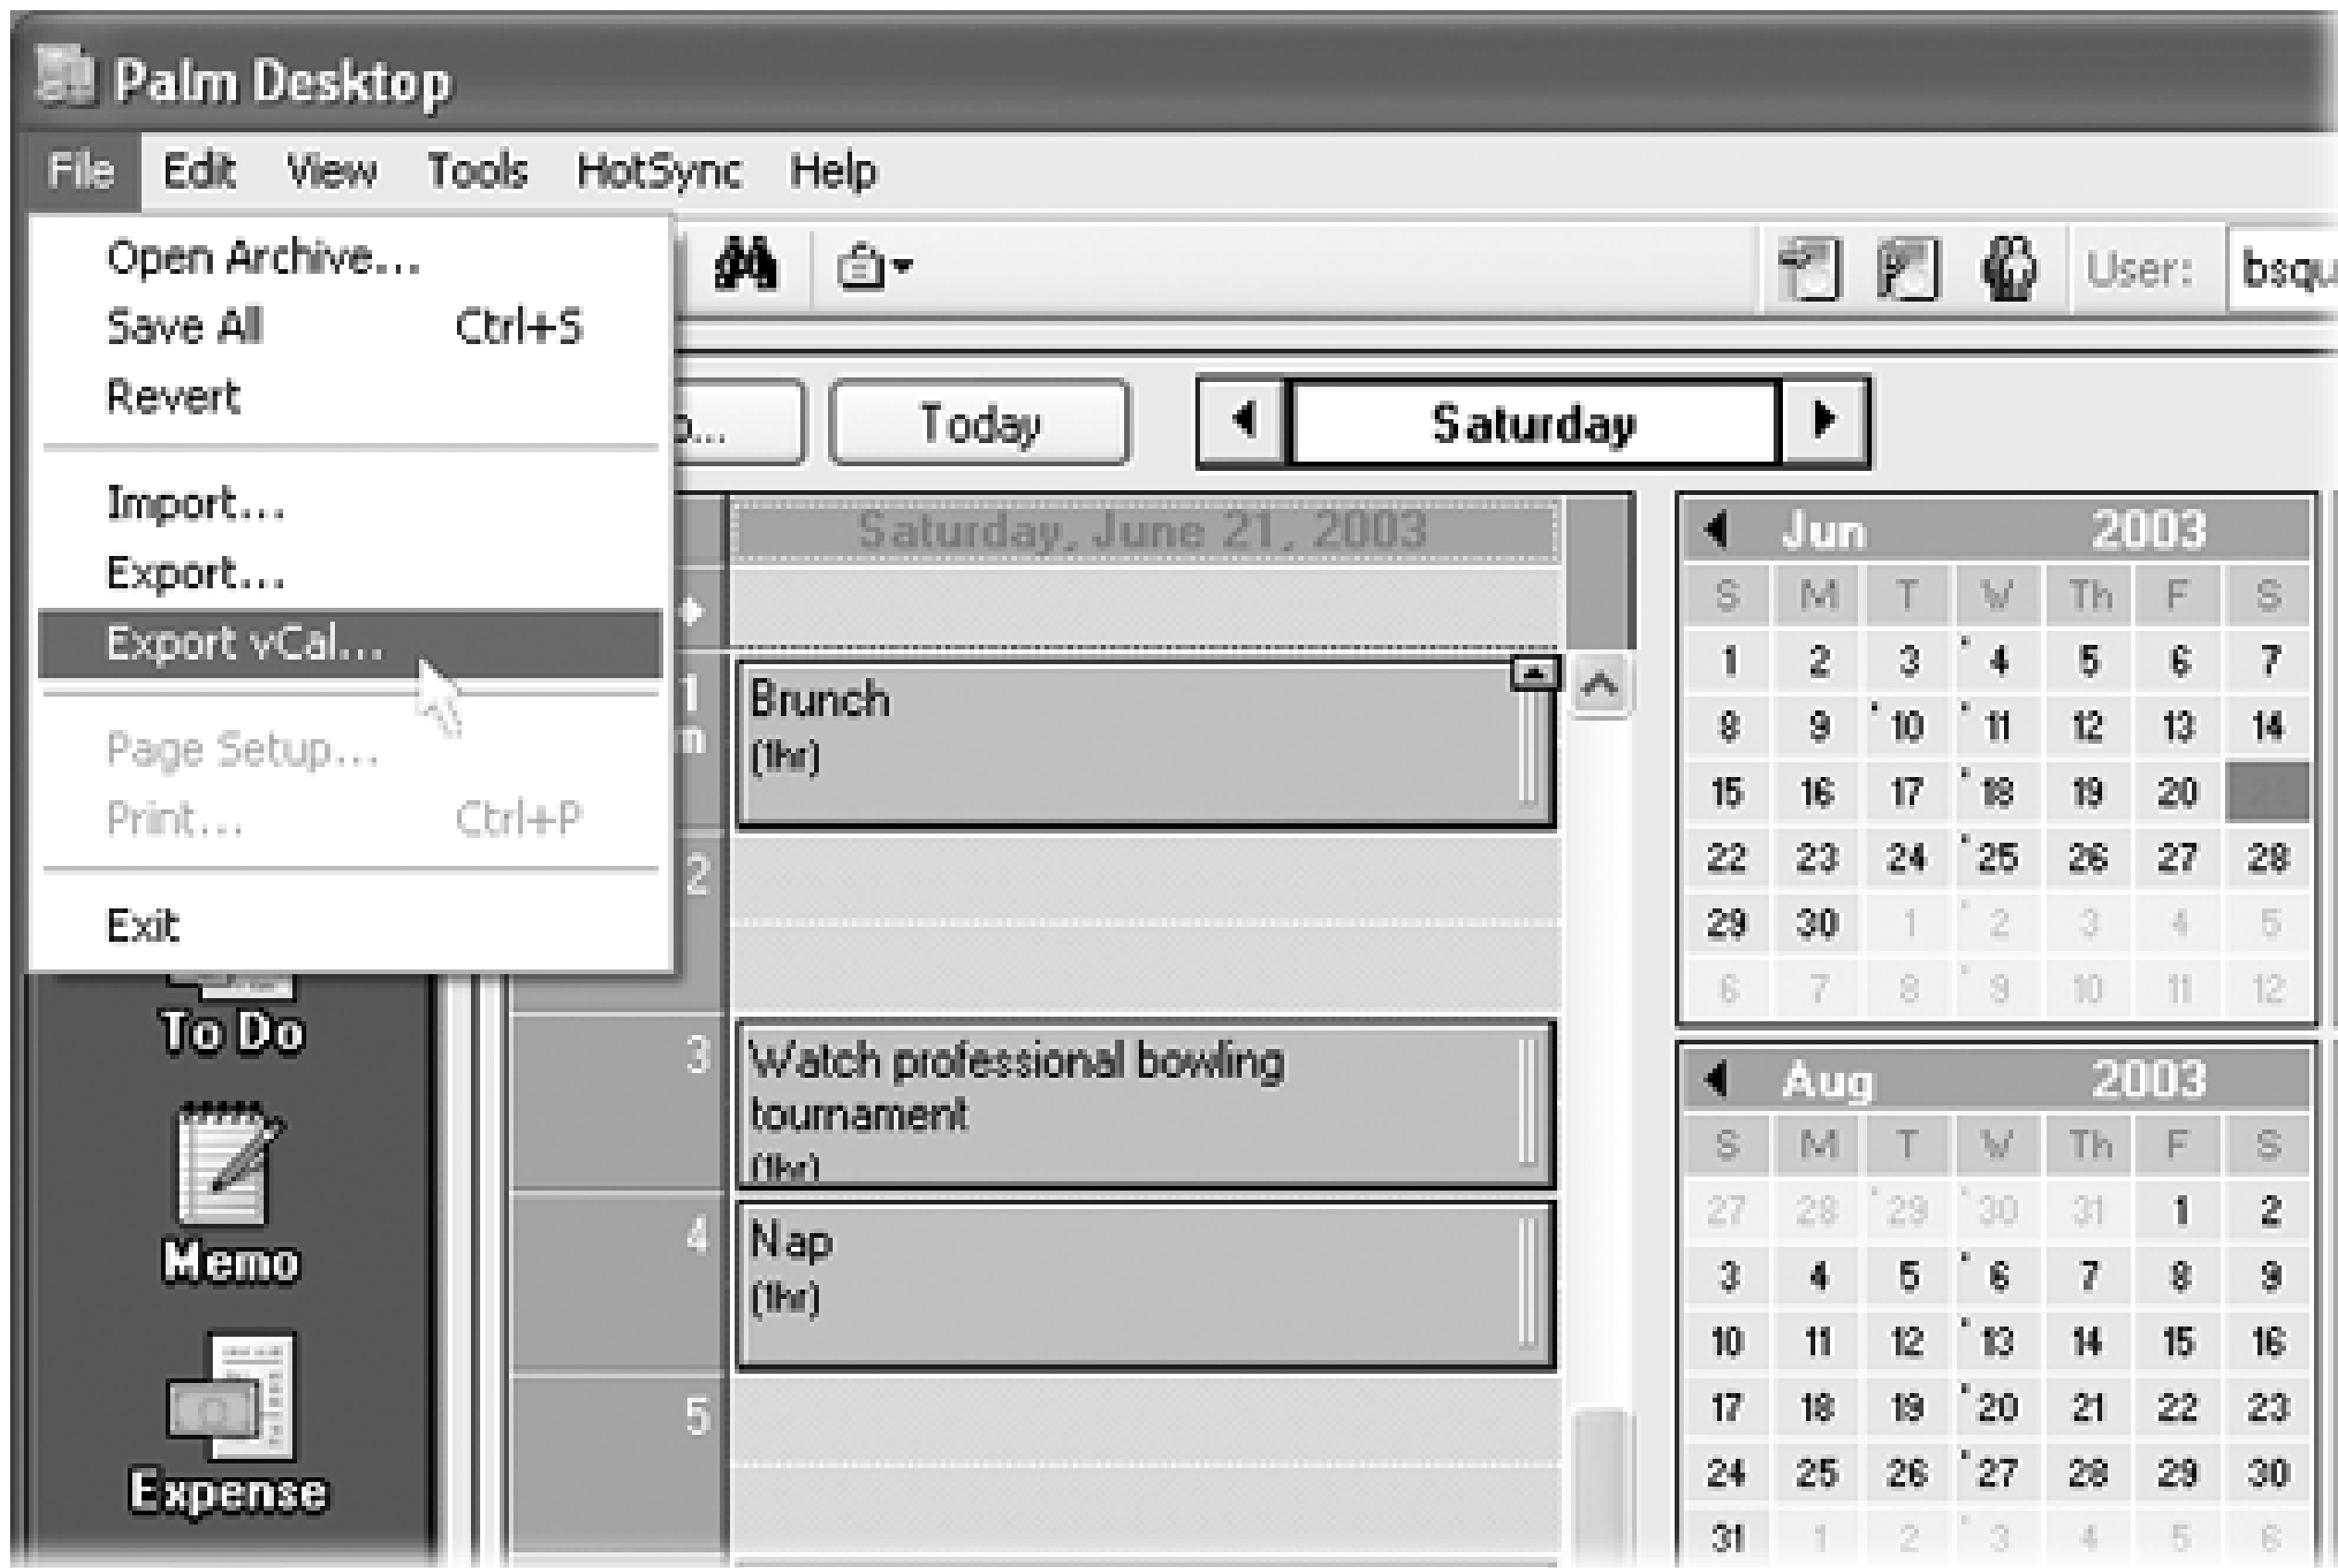 Palm Desktop
File Edit View Tools HotSync Help
Open Archive...
Save All Ctrl+S
Revert
Import...
Export...
Export vCal...
Page Setup...
Print... Ctrl+P
Exit
User: bsqu
Today
Saturday
Saturday, June 21, 2003
1
Brunch
(1hr)
2
3
Watch professional bowling
tournament
(1hr)
4
Nap
(1hr)
5
To Do
Memo
Expense
Jun 2003
S M T W Th F S
1 2 3 4 5 6 7
8 9 10 11 12 13 14
15 16 17 18 19 20 21
22 23 24 25 26 27 28
29 30 1 2 3 4 5
6 7 8 9 10 11 12
Aug 2003
S M T W Th F S
27 28 29 30 31 1 2
3 4 5 6 7 8 9
10 11 12 13 14 15 16
17 18 19 20 21 22 23
24 25 26 27 28 29 30
31 1 2 3 4 5 6